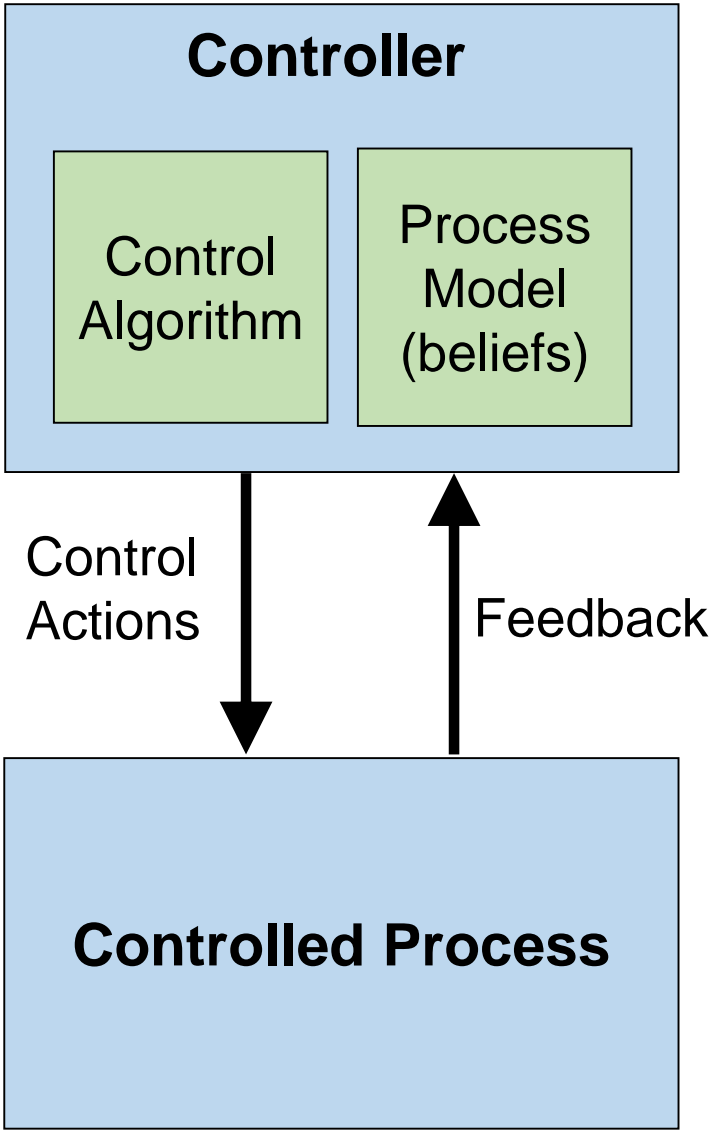 Controller
Control
Algorithm
Process
Model
(beliefs)
Control
Actions
Feedback
Controlled Process